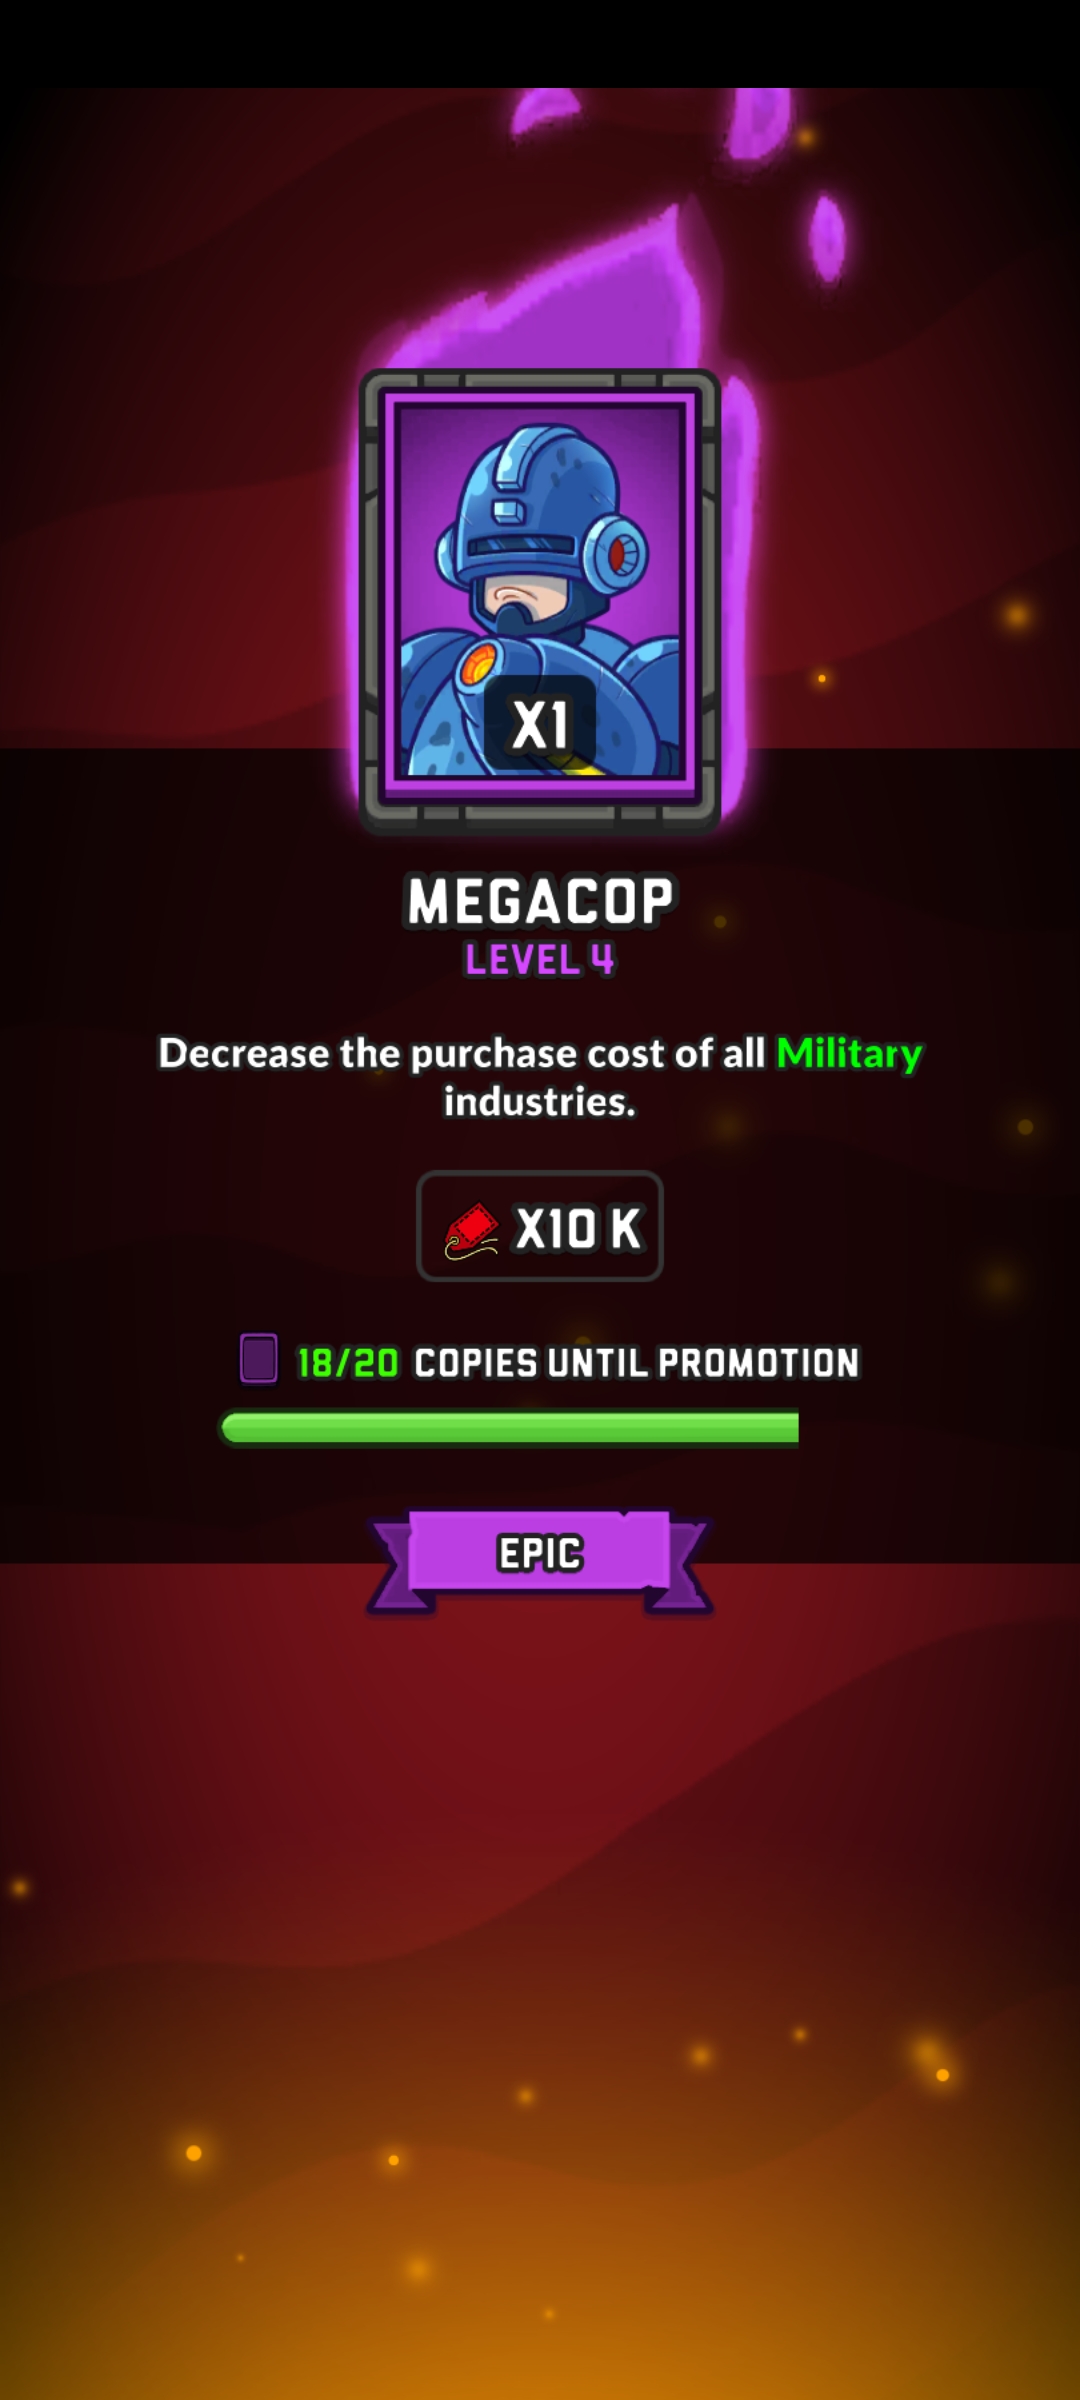 X1
MEGACOP
LEVEL 4
Decrease the purchase cost of all Military
industries.
X10 K
18/20 COPIES UNTIL PROMOTION
EPIC